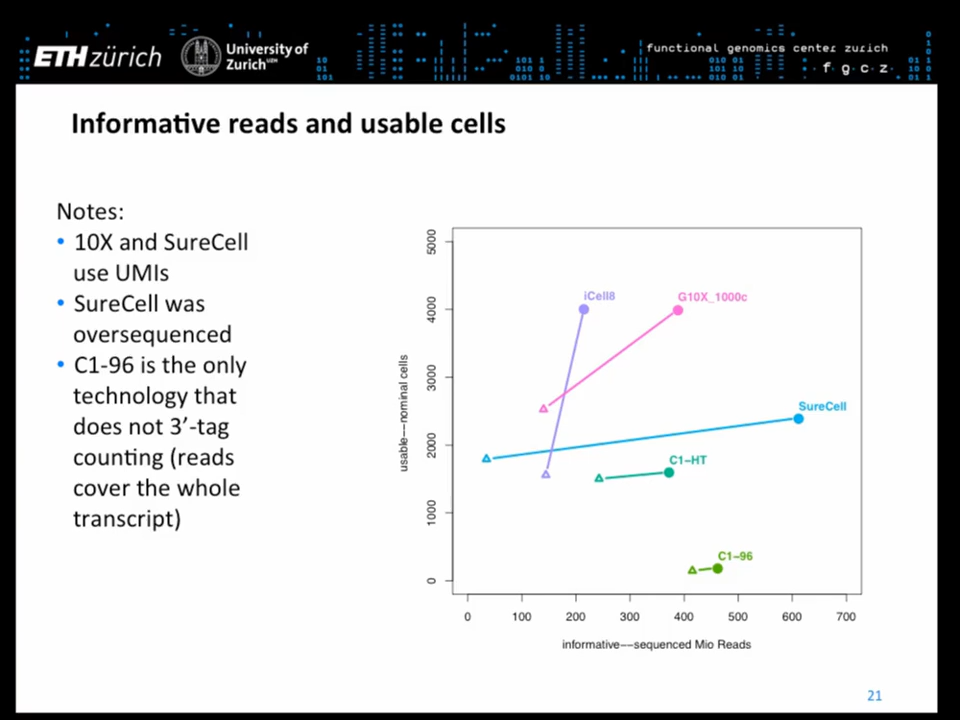 ETH zürich
University of
Zurich UZH
functional genomics center zurich
f·g·c·z·
Informative reads and usable cells
Notes:
• 10X and SureCell
use UMIs
• SureCell was
oversequenced
• C1-96 is the only
technology that
does not 3’-tag
counting (reads
cover the whole
transcript)
usable––nominal cells
5000
4000
3000
2000
1000
0
iCell8
G10X_1000c
SureCell
C1–HT
C1–96
0 100 200 300 400 500 600 700
informative––sequenced Mio Reads
21